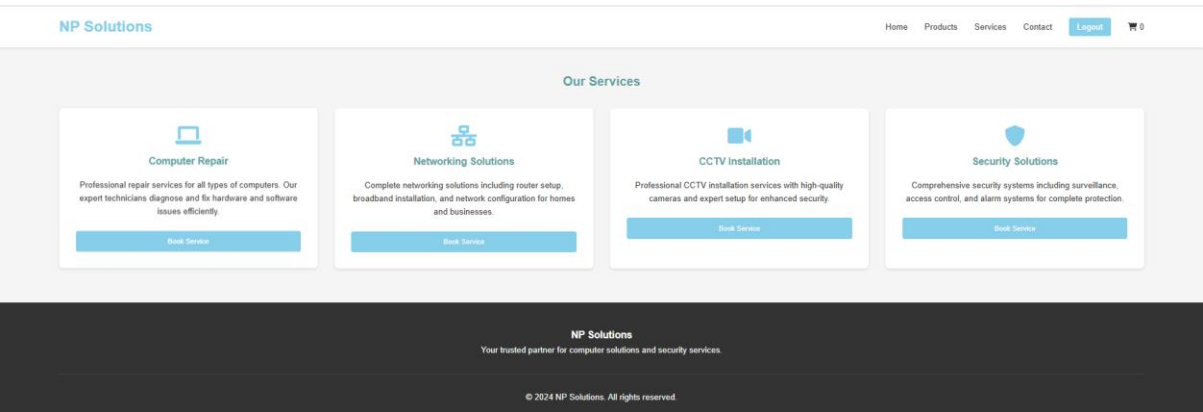 NP Solutions
Home Products Services Contact Logout 0
Our Services
Computer Repair
Professional repair services for all types of computers. Our
expert technicians diagnose and fix hardware and software
issues efficiently.
Book Service
Networking Solutions
Complete networking solutions including router setup,
broadband installation, and network configuration for homes
and businesses.
Book Service
CCTV Installation
Professional CCTV installation services with high-quality
cameras and expert setup for enhanced security.
Book Service
Security Solutions
Comprehensive security systems including surveillance,
access control, and alarm systems for complete protection.
Book Service
NP Solutions
Your trusted partner for computer solutions and security services.
© 2024 NP Solutions. All rights reserved.